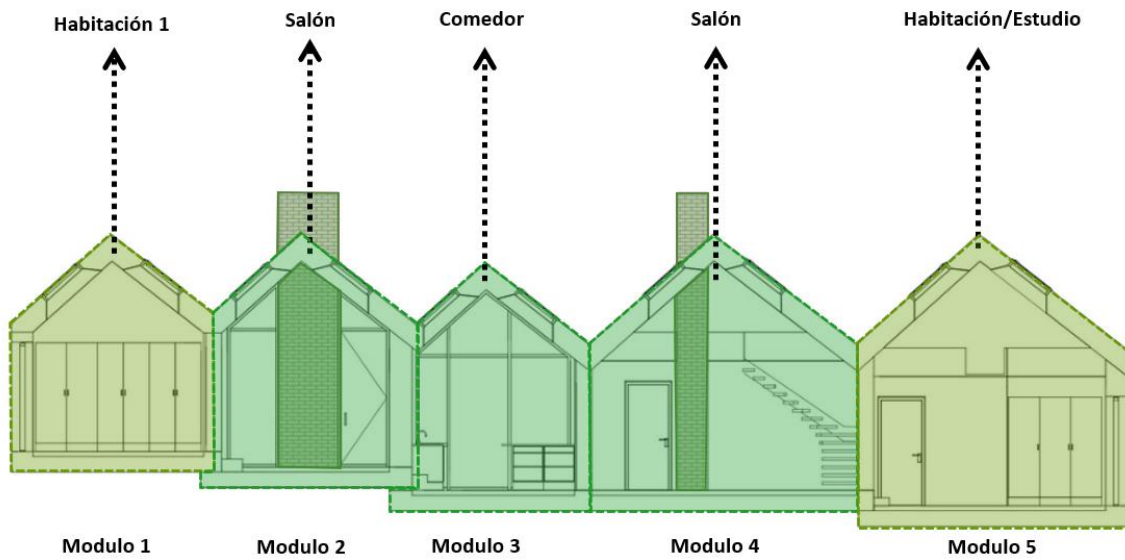 Habitación 1
Salón
Comedor
Salón
Habitación/Estudio
Modulo 1
Modulo 2
Modulo 3
Modulo 4
Modulo 5